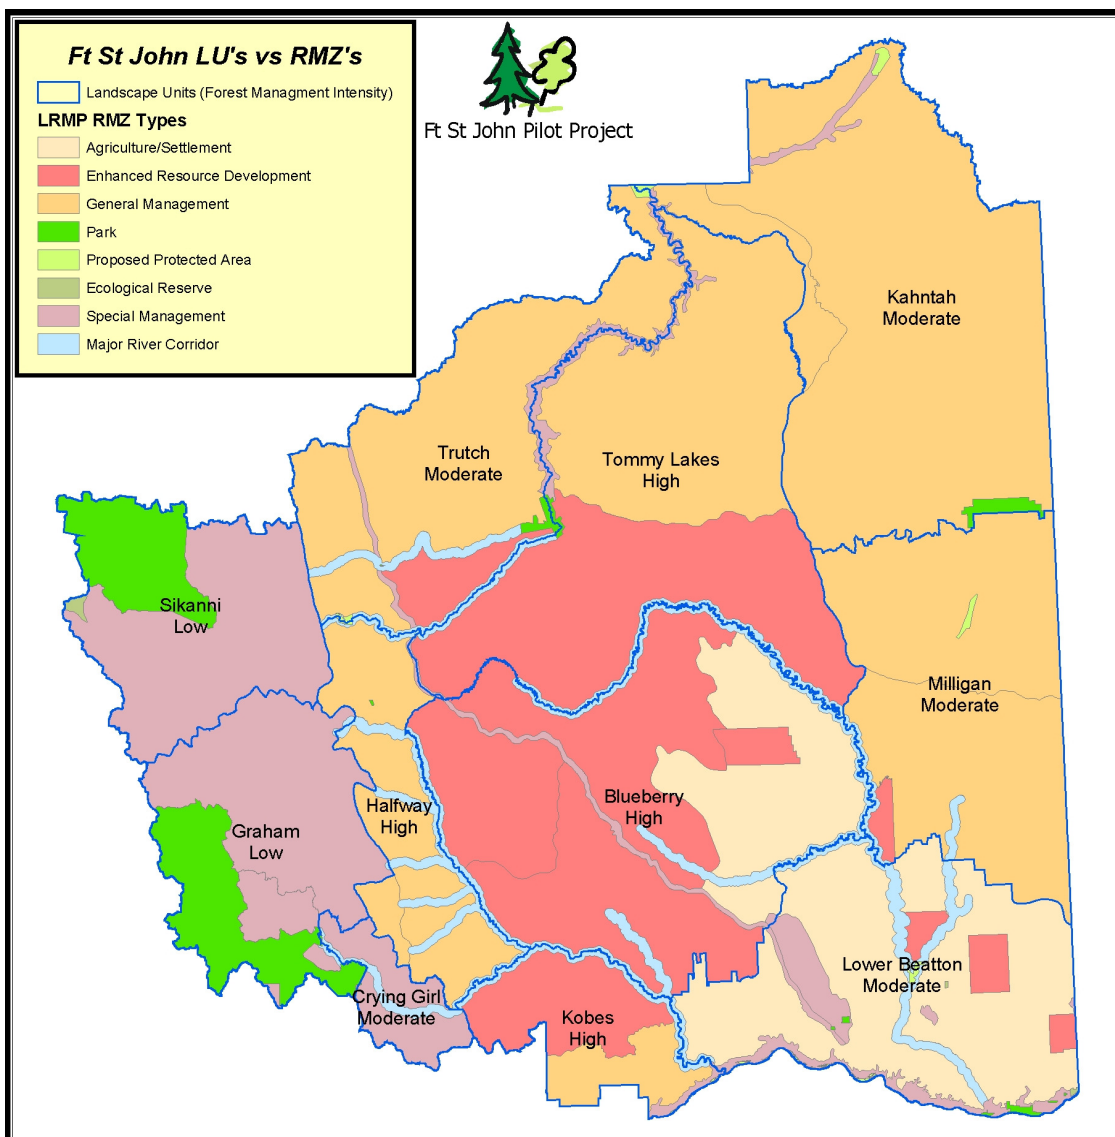 Ft St John LU's vs RMZ's
Landscape Units (Forest Managment Intensity)
LRMP RMZ Types
Agriculture/Settlement
Enhanced Resource Development
General Management
Park
Proposed Protected Area
Ecological Reserve
Special Management
Major River Corridor
Ft St John Pilot Project
Kahntah
Moderate
Trutch
Moderate
Tommy Lakes
High
Sikanni
Low
Milligan
Moderate
Halfway
High
Blueberry
High
Graham
Low
Lower Beatton
Moderate
Crying Girl
Moderate
Kobes
High